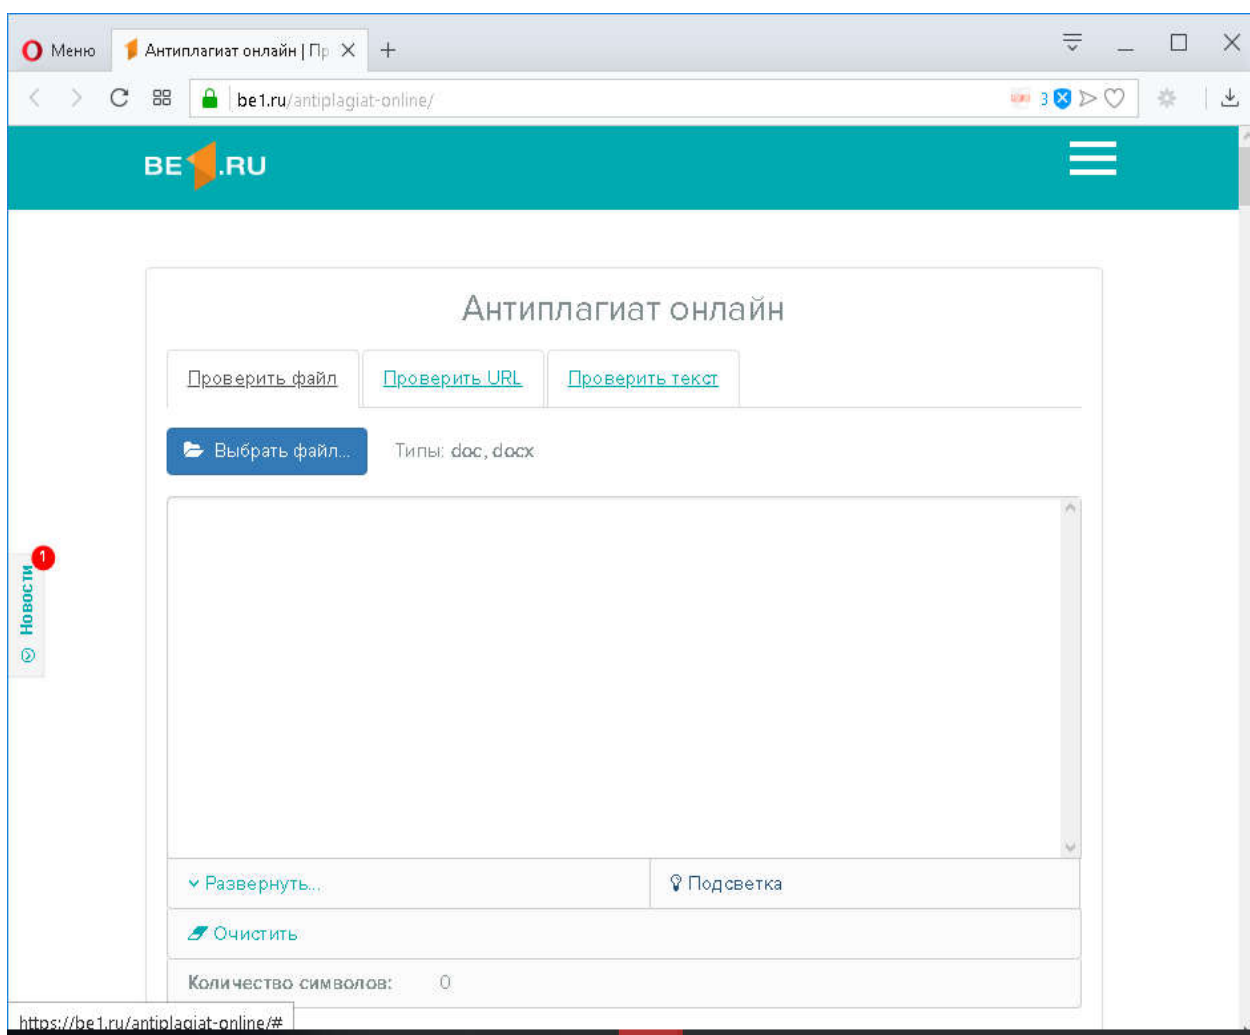 Меню Антиплагиат онлайн | Пр
be1.ru/antiplagiat-online/ 3
BE1.RU
Антиплагиат онлайн
Проверить файл Проверить URL Проверить текст
Выбрать файл... Типы: doc, docx
1
Новости
Развернуть... Подсветка
Очистить
Количество символов: 0
https://be1.ru/antiplagiat-online/#